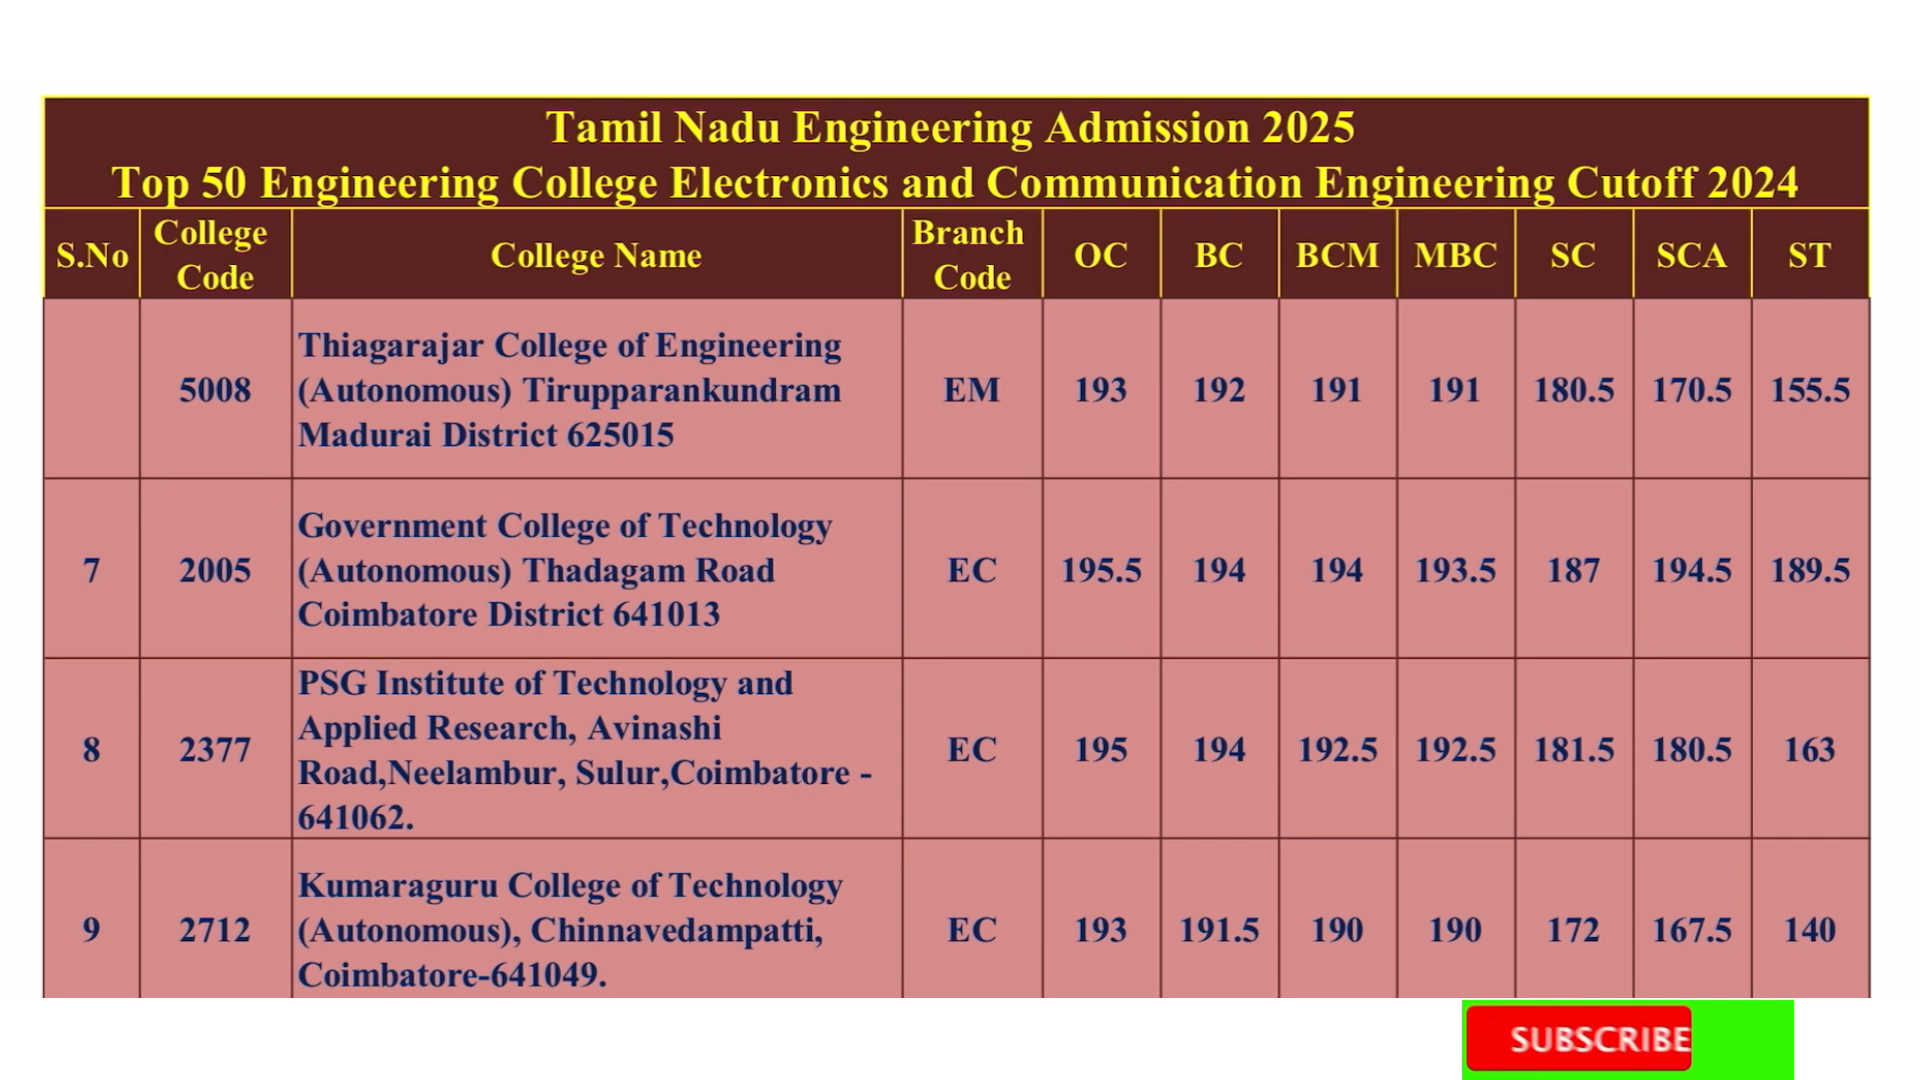 Tamil Nadu Engineering Admission 2025
Top 50 Engineering College Electronics and Communication Engineering Cutoff 2024
S.No College Code College Name Branch Code OC BC BCM MBC SC SCA ST
Thiagarajar College of Engineering
5008 (Autonomous) Tirupparankundram EM 193 192 191 191 180.5 170.5 155.5
Madurai District 625015
Government College of Technology
7 2005 (Autonomous) Thadagam Road EC 195.5 194 194 193.5 187 194.5 189.5
Coimbatore District 641013
PSG Institute of Technology and
Applied Research, Avinashi
8 2377 EC 195 194 192.5 192.5 181.5 180.5 163
Road,Neelambur, Sulur,Coimbatore -
641062.
Kumaraguru College of Technology
9 2712 (Autonomous), Chinnavedampatti, EC 193 191.5 190 190 172 167.5 140
Coimbatore-641049.
SUBSCRIBE